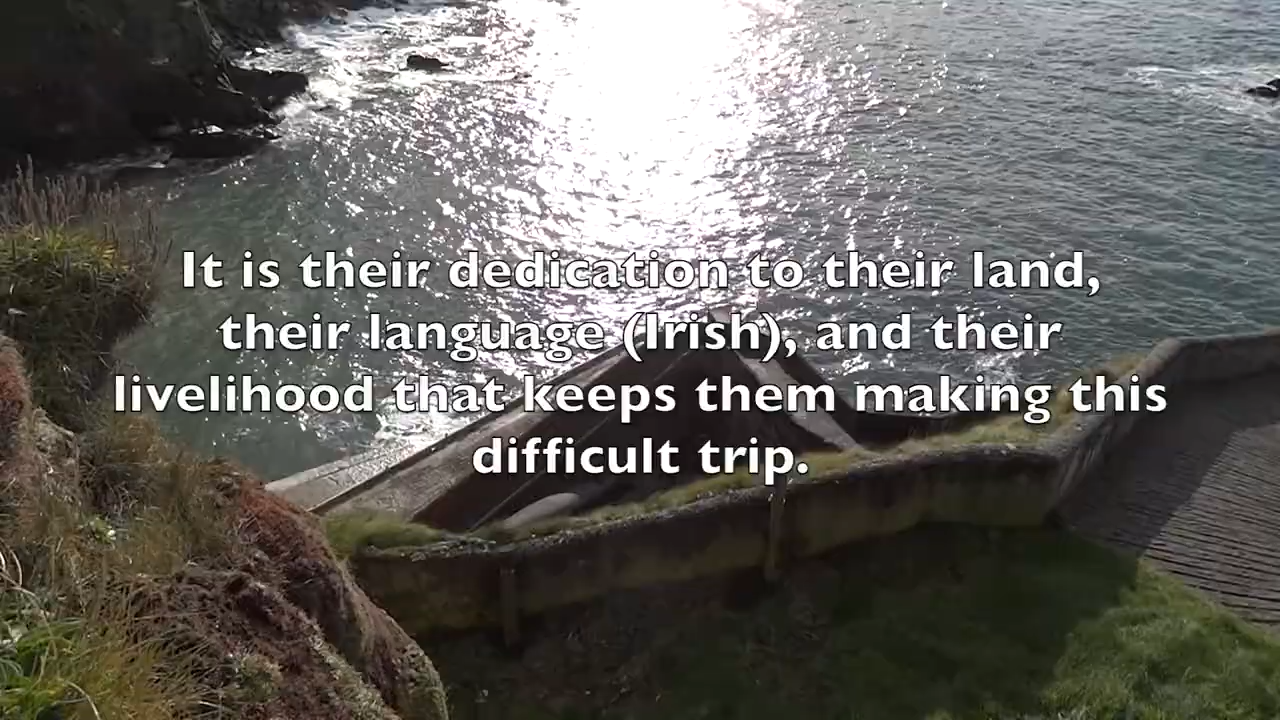 It is their dedication to their land,
their language (Irish), and their
livelihood that keeps them making this
difficult trip.